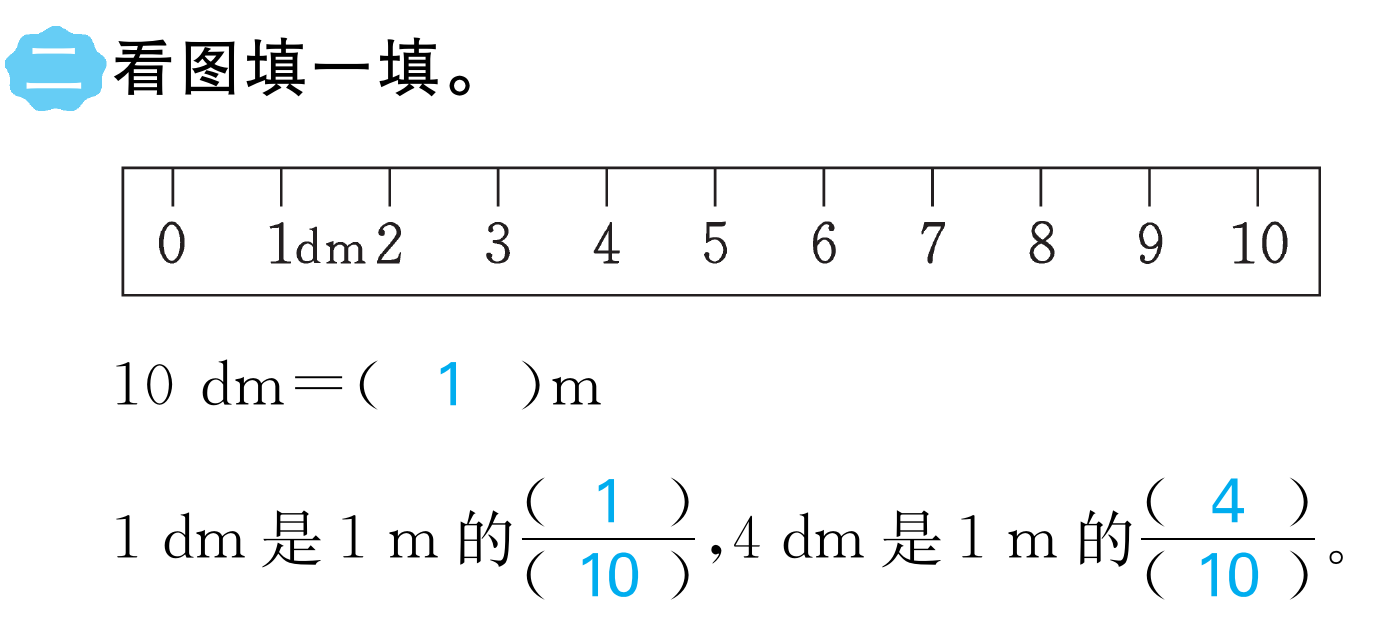 二 看图填一填。
0 1dm 2 3 4 5 6 7 8 9 10
10 dm=( 1 )m
1 dm 是 1 m 的( 1 )/( 10 ),4 dm 是 1 m 的( 4 )/( 10 )。